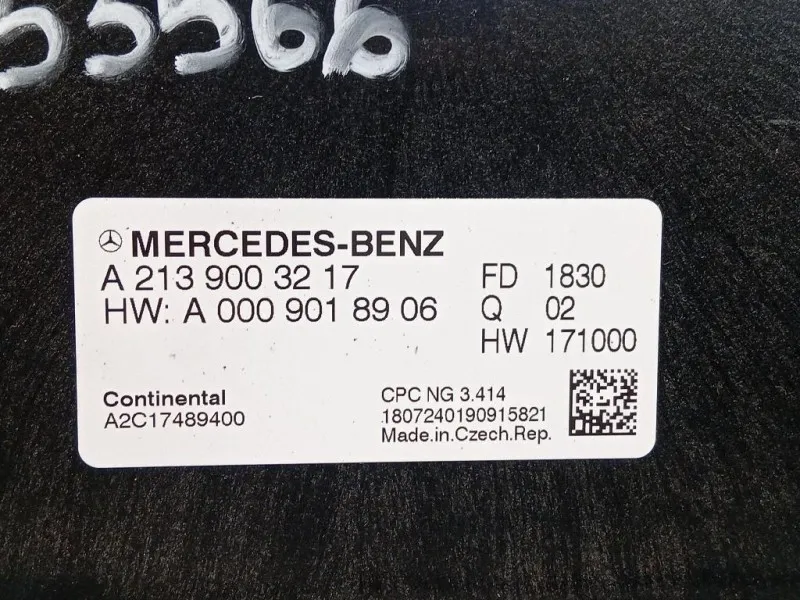 55566
MERCEDES-BENZ
A 213 900 32 17 FD 1830
HW: A 000 901 89 06 Q 02
HW 171000
Continental CPC NG 3.414
A2C17489400 1807240190915821
Made.in.Czech.Rep.